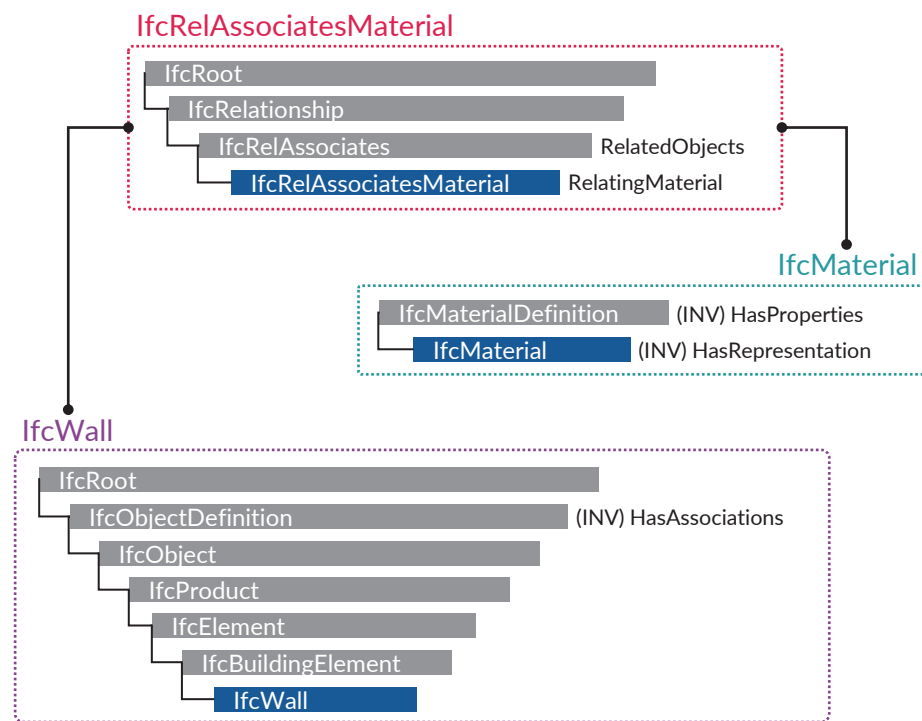 IfcRelAssociatesMaterial
IfcRoot
IfcRelationship
IfcRelAssociates RelatedObjects
IfcRelAssociatesMaterial RelatingMaterial
IfcMaterial
IfcMaterialDefinition (INV) HasProperties
IfcMaterial (INV) HasRepresentation
IfcWall
IfcRoot
IfcObjectDefinition (INV) HasAssociations
IfcObject
IfcProduct
IfcElement
IfcBuildingElement
IfcWall